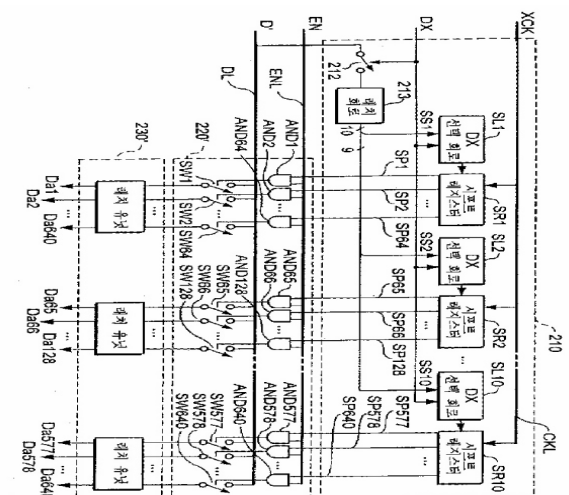 XCK
DX
EN
D'
SL1
DX
선택
회로
SS1
시프트
레지스터
SR1
SL2
DX
선택
회로
SS2
시프트
레지스터
SR2
SL10
DX
선택
회로
SS10
시프트
레지스터
SR10
210
CKL
212
213
래치
회로
10
9
SP1
SP2
SP64
SP65
SP66
SP128
SP577
SP578
SP640
ENL
DL
AND1
AND2
AND64
AND65
AND66
AND128
AND577
AND578
AND640
220'
SW1
SW2
SW64
SW65
SW66
SW128
SW577
SW578
SW640
230'
래치 유닛
래치 유닛
래치 유닛
Da1
Da2
Da640
Da65
Da66
Da128
Da577
Da578